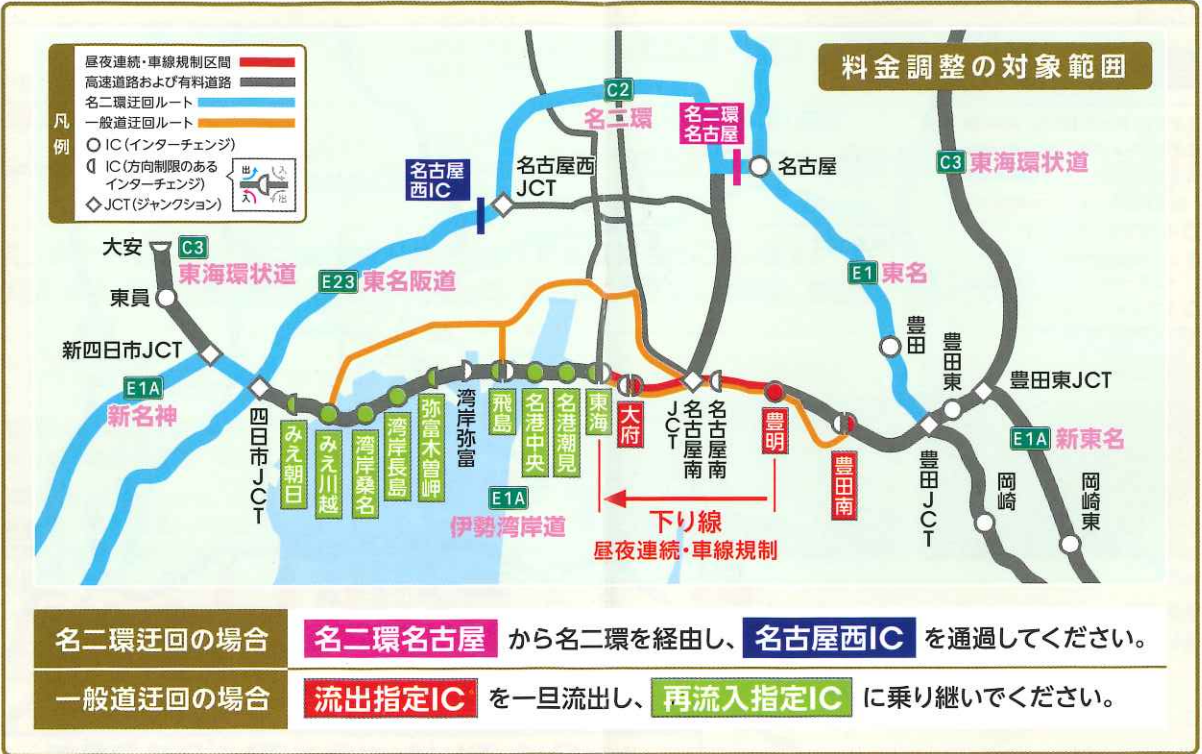 料金調整の対象範囲
凡例
昼夜連続・車線規制区間
高速道路および有料道路
名二環迂回ルート
一般道迂回ルート
IC(インターチェンジ)
IC(方向制限のある
インターチェンジ)
出
入
入
出
JCT(ジャンクション)
C2
名二環
名二環
名古屋
名古屋
C3
東海環状道
名古屋
西IC
名古屋西
JCT
大安
C3
東海環状道
東員
E23
東名阪道
E1
東名
新四日市JCT
E1A
新名神
豊田
豊田東
豊田東JCT
E1A
新東名
四日市JCT
みえ朝日
みえ川越
湾岸桑名
湾岸長島
弥富木曽岬
湾岸弥富
飛島
名港中央
名港潮見
東海
大府
名古屋南JCT
名古屋南
豊明
豊田南
豊田JCT
岡崎
岡崎東
E1A
伊勢湾岸道
下り線
昼夜連続・車線規制
名二環迂回の場合
名二環名古屋 から名二環を経由し、 名古屋西IC を通過してください。
一般道迂回の場合
流出指定IC を一旦流出し、 再流入指定IC に乗り継いでください。